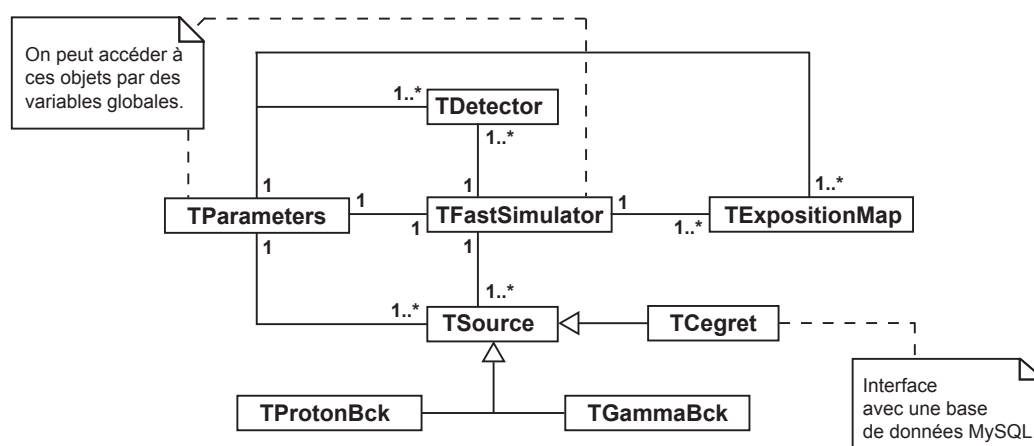 On peut accéder à
ces objets par des
variables globales.
1..*
TDetector
1..*
1
1
1..*
TParameters
1
1
TFastSimulator
1
1..*
TExpositionMap
1
1
1..*
1..*
TSource
TCegret
TProtonBck
TGammaBck
Interface
avec une base
de données MySQL